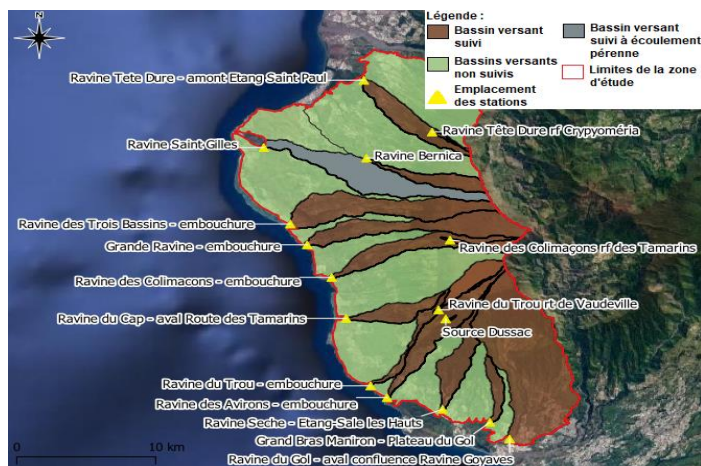 N
Légende :
Bassin versant
suivi
Bassin versant
suivi à écoulement
pérenne
Bassins versants
non suivis
Limites de la zone
d'étude
Emplacement
des stations
Ravine Tete Dure - amont Etang Saint Paul
Ravine Tête Dure rf Crypyoméria
Ravine Saint Gilles
Ravine Bernica
Ravine des Trois Bassins - embouchure
Grande Ravine - embouchure
Ravine des Colimaçons rf des Tamarins
Ravine des Colimacons - embouchure
Ravine du Trou rt de Vaudeville
Ravine du Cap - aval Route des Tamarins
Source Dussac
Ravine du Trou - embouchure
Ravine des Avirons - embouchure
Ravine Seche - Etang-Sale les Hauts
Grand Bras Maniron - Plateau du Gol
Ravine du Gol - aval confluence Ravine Goyaves
0
10 km